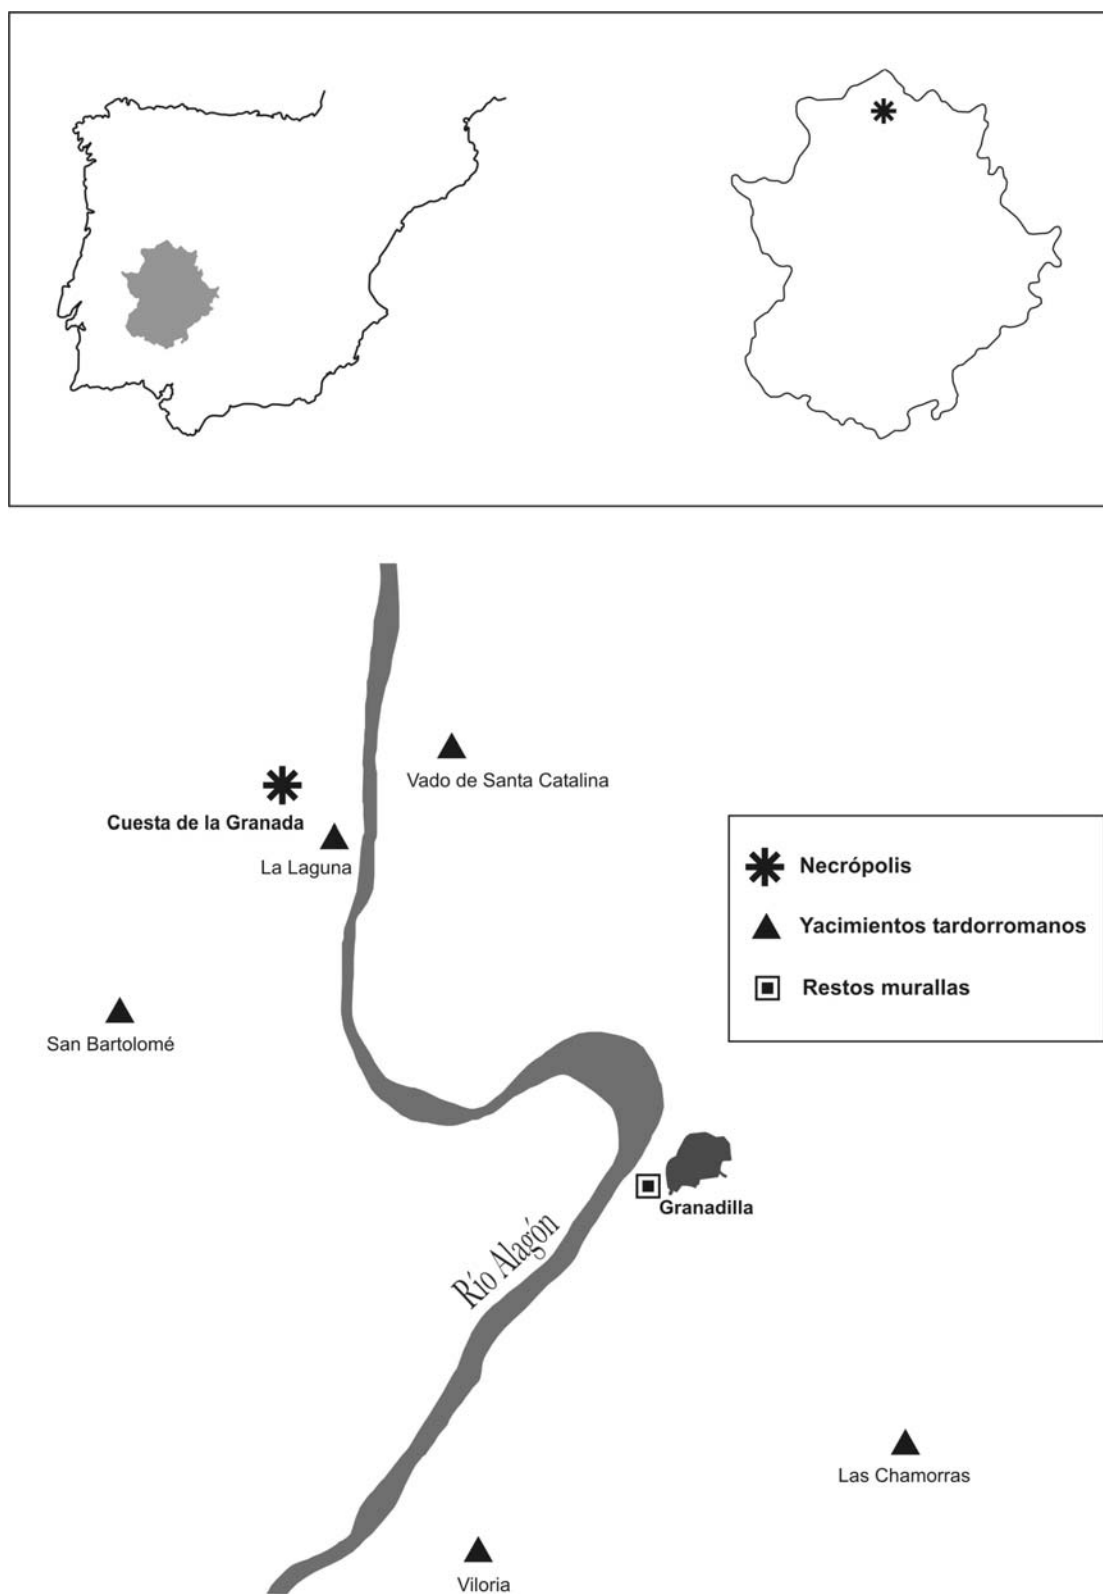 Vado de Santa Catalina
Cuesta de la Granada
La Laguna
Necrópolis
Yacimientos tardorromanos
Restos murallas
San Bartolomé
Granadilla
Río Alagón
Las Chamorras
Viloria